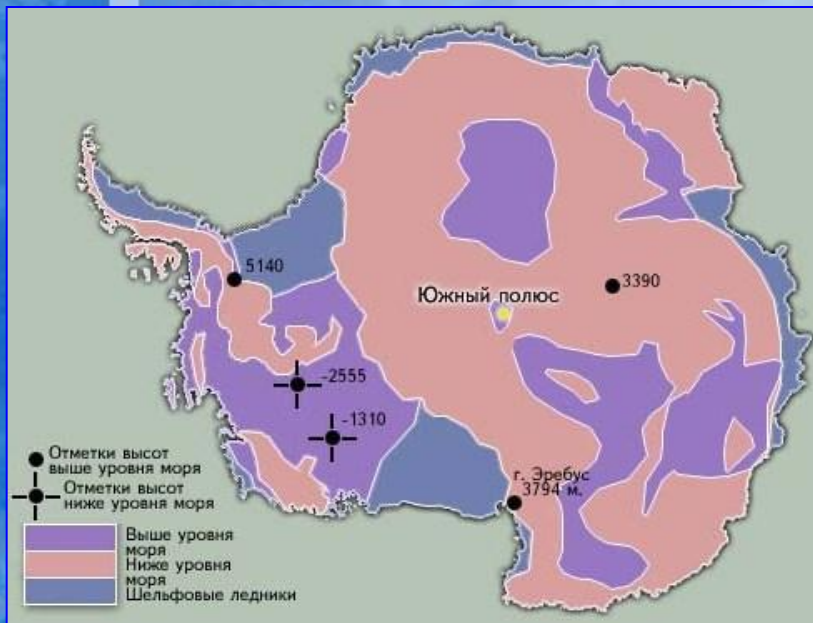 5140
3390
Южный полюс
-2555
-1310
г. Эребус
3794 м.
Отметки высот
выше уровня моря
Отметки высот
ниже уровня моря
Выше уровня
моря
Ниже уровня
моря
Шельфовые ледники